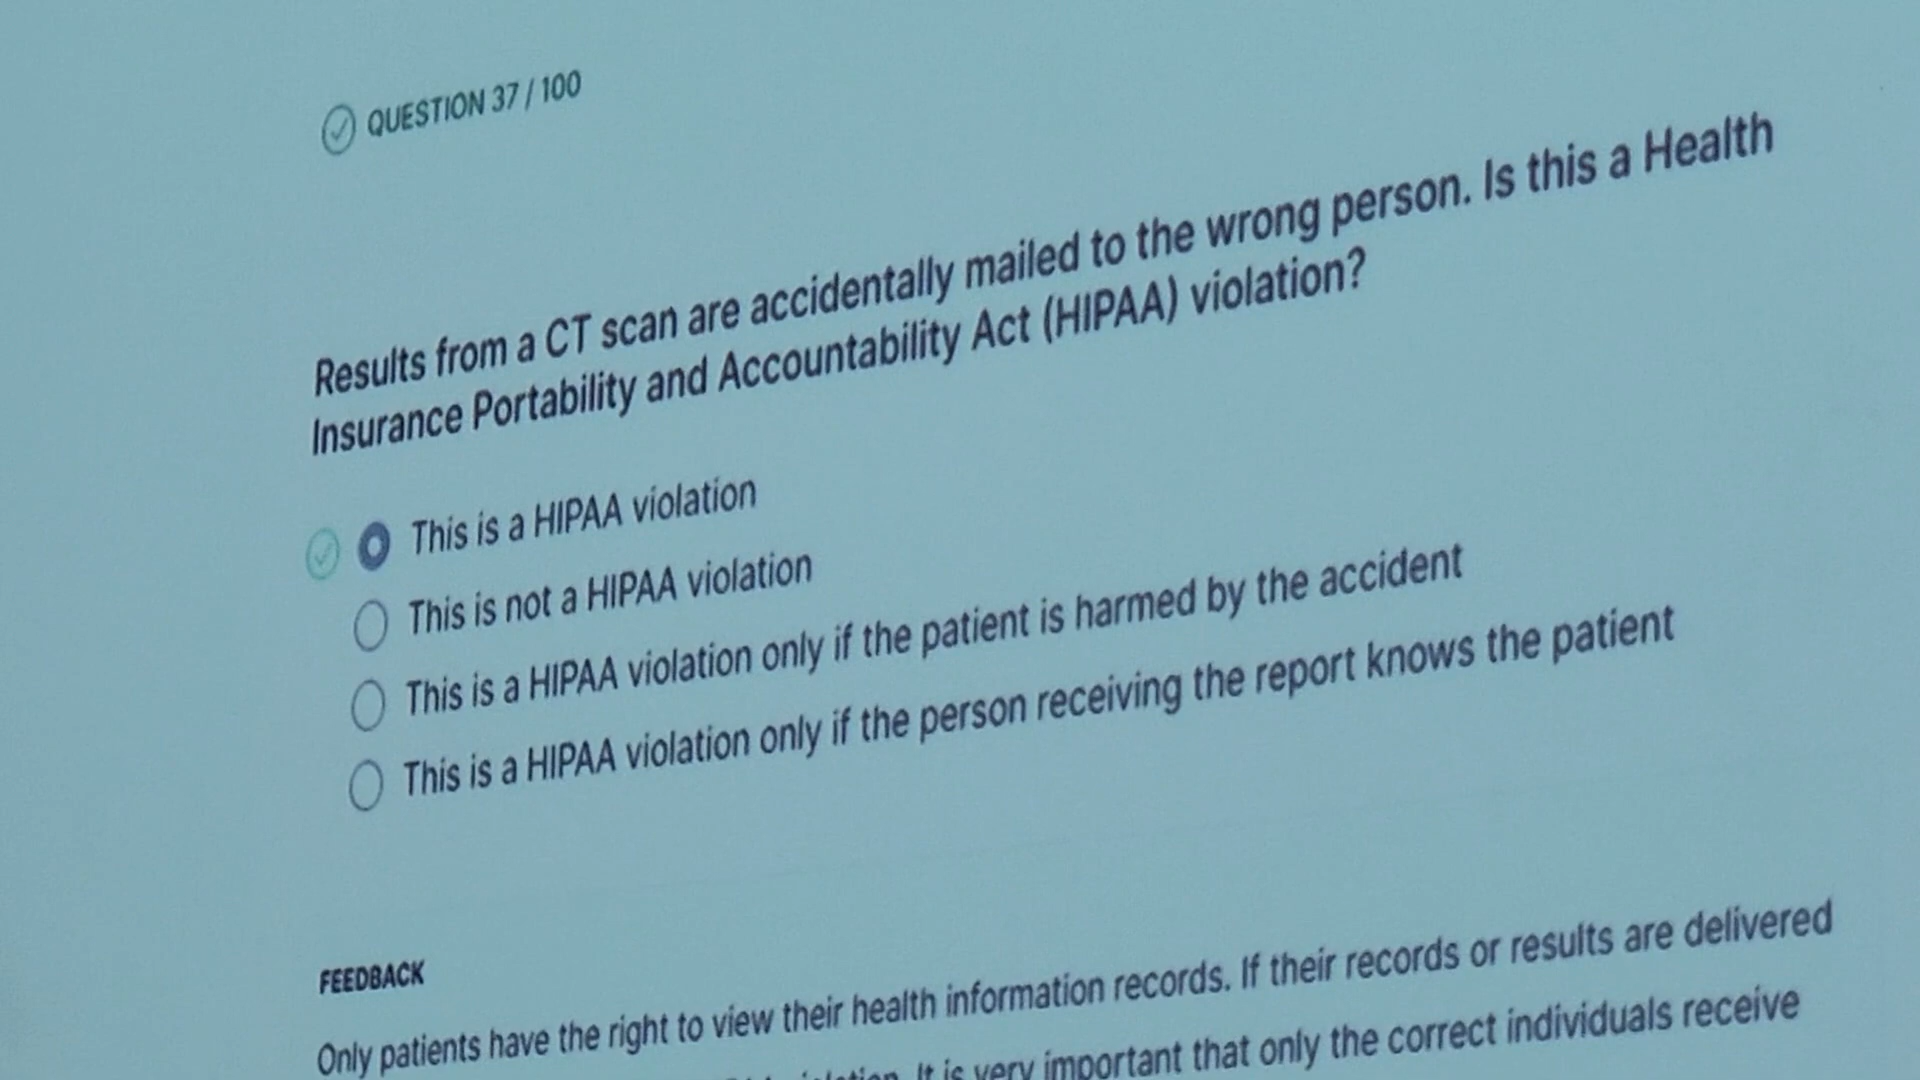 QUESTION 37 / 100
Results from a CT scan are accidentally mailed to the wrong person. Is this a Health
Insurance Portability and Accountability Act (HIPAA) violation?
This is a HIPAA violation
This is not a HIPAA violation
This is a HIPAA violation only if the patient is harmed by the accident
This is a HIPAA violation only if the person receiving the report knows the patient
FEEDBACK
Only patients have the right to view their health information records. If their records or results are delivered
It is very important that only the correct individuals receive